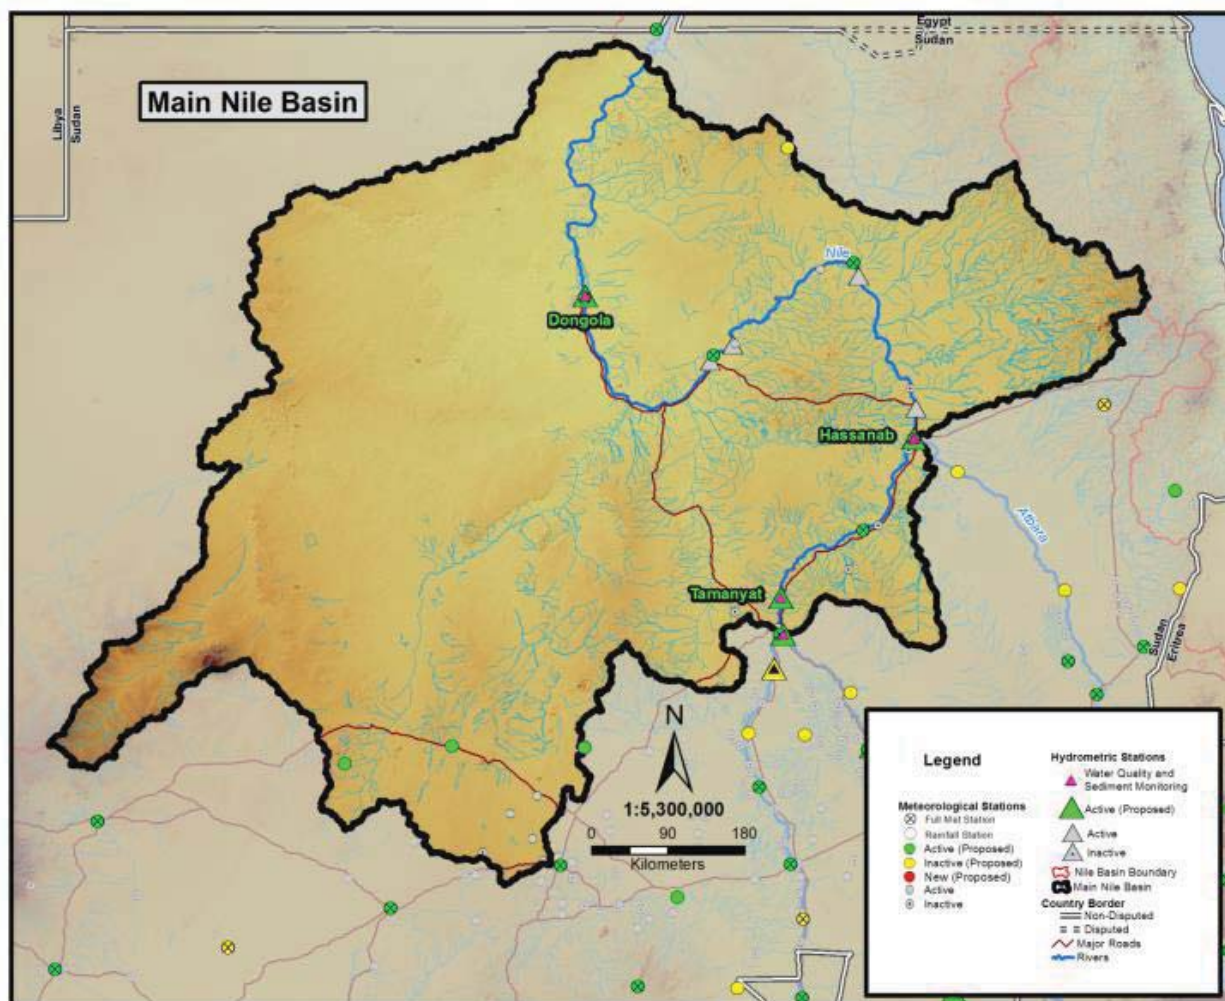 Egypt
Sudan
Main Nile Basin
Libya
Sudan
Nile
Dongola
Hassanab
Atbara
Tamanyat
Sudan
Eritrea
N
1:5,300,000
0 90 180
Kilometers
Legend
Meteorological Stations
Full Met Station
Rainfall Station
Active (Proposed)
Inactive (Proposed)
New (Proposed)
Active
Inactive
Hydrometric Stations
Water Quality and
Sediment Monitoring
Active (Proposed)
Active
Inactive
Nile Basin Boundary
Main Nile Basin
Country Border
Non-Disputed
Disputed
Major Roads
Rivers